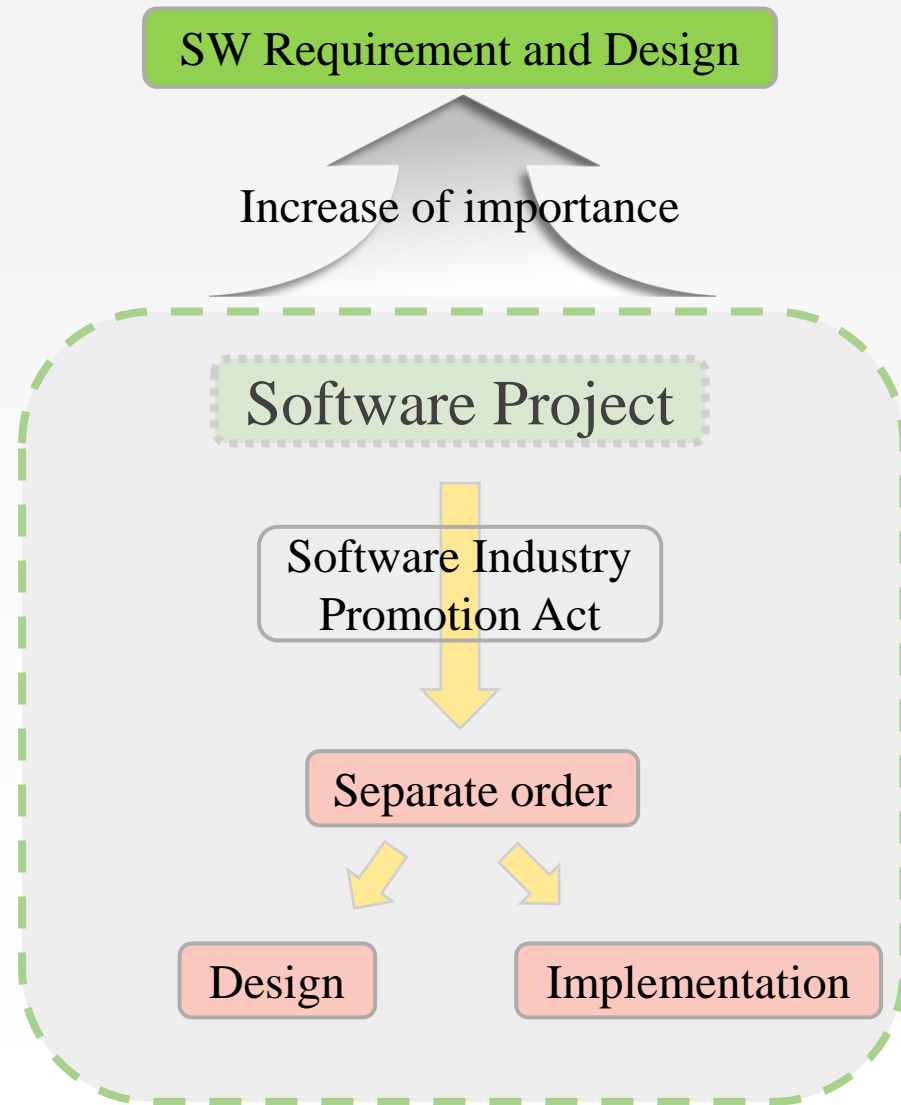 SW Requirement and Design
Increase of importance
Software Project
Software Industry
Promotion Act
Separate order
Design
Implementation